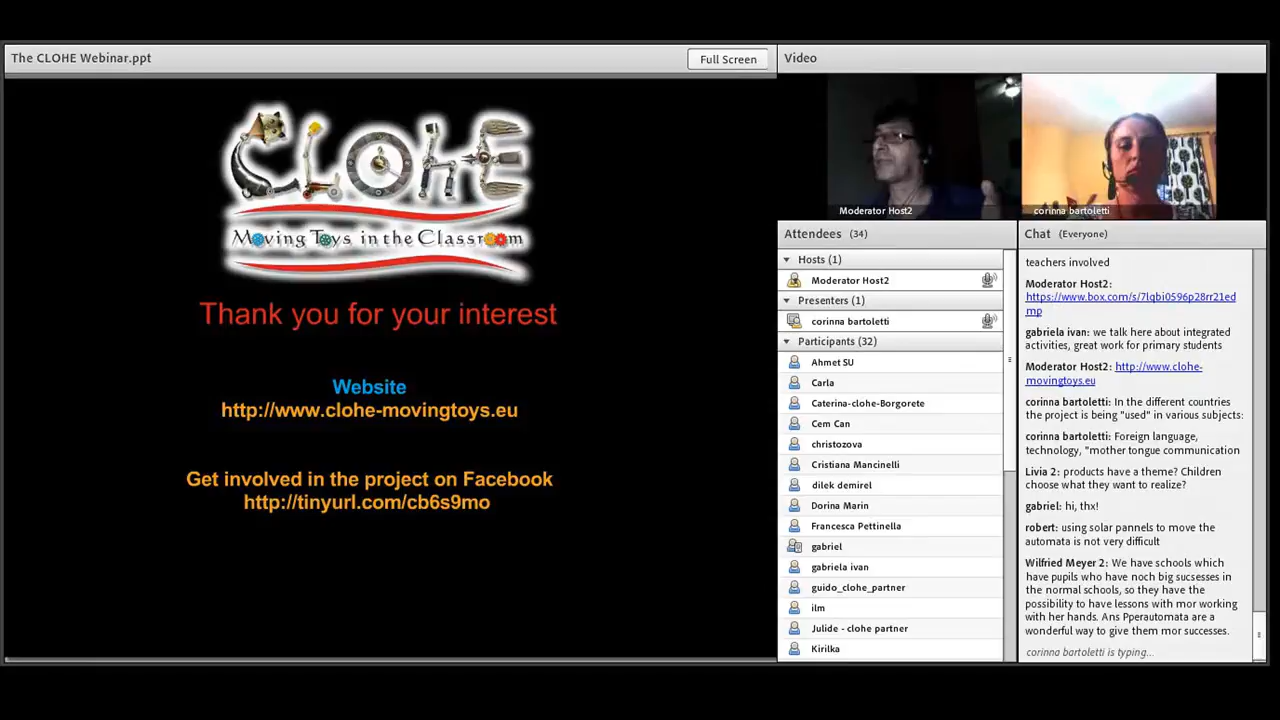 The CLOHE Webinar.ppt
Full Screen
CLOHE
Moving Toys in the Classroom
Thank you for your interest
Website
http://www.clohe-movingtoys.eu
Get involved in the project on Facebook
http://tinyurl.com/cb6s9mo
Video
Moderator Host2
corinna bartoletti
Attendees (34)
Hosts (1)
Moderator Host2
Presenters (1)
corinna bartoletti
Participants (32)
Ahmet SU
Carla
Caterina-clohe-Borgorete
Cem Can
christozova
Cristiana Mancinelli
dilek demirel
Dorina Marin
Francesca Pettinella
gabriel
gabriela ivan
guido_clohe_partner
ilm
Julide - clohe partner
Kirilka
Chat (Everyone)
teachers involved
Moderator Host2:
https://www.box.com/s/7lqbi0596p28rr21ed
mp
gabriela ivan: we talk here about integrated
activities, great work for primary students
Moderator Host2: http://www.clohe-
movingtoys.eu
corinna bartoletti: In the different countries
the project is being "used" in various subjects:
corinna bartoletti: Foreign language,
technology, "mother tongue communication
Livia 2: products have a theme? Children
choose what they want to realize?
gabriel: hi, thx!
robert: using solar pannels to move the
automata is not very difficult
Wilfried Meyer 2: We have schools which
have pupils who have noch big sucsesses in
the normal schools, so they have the
possibility to have lessons with mor working
with her hands. Ans Pperautomata are a
wonderful way to give them mor successes.
corinna bartoletti is typing...